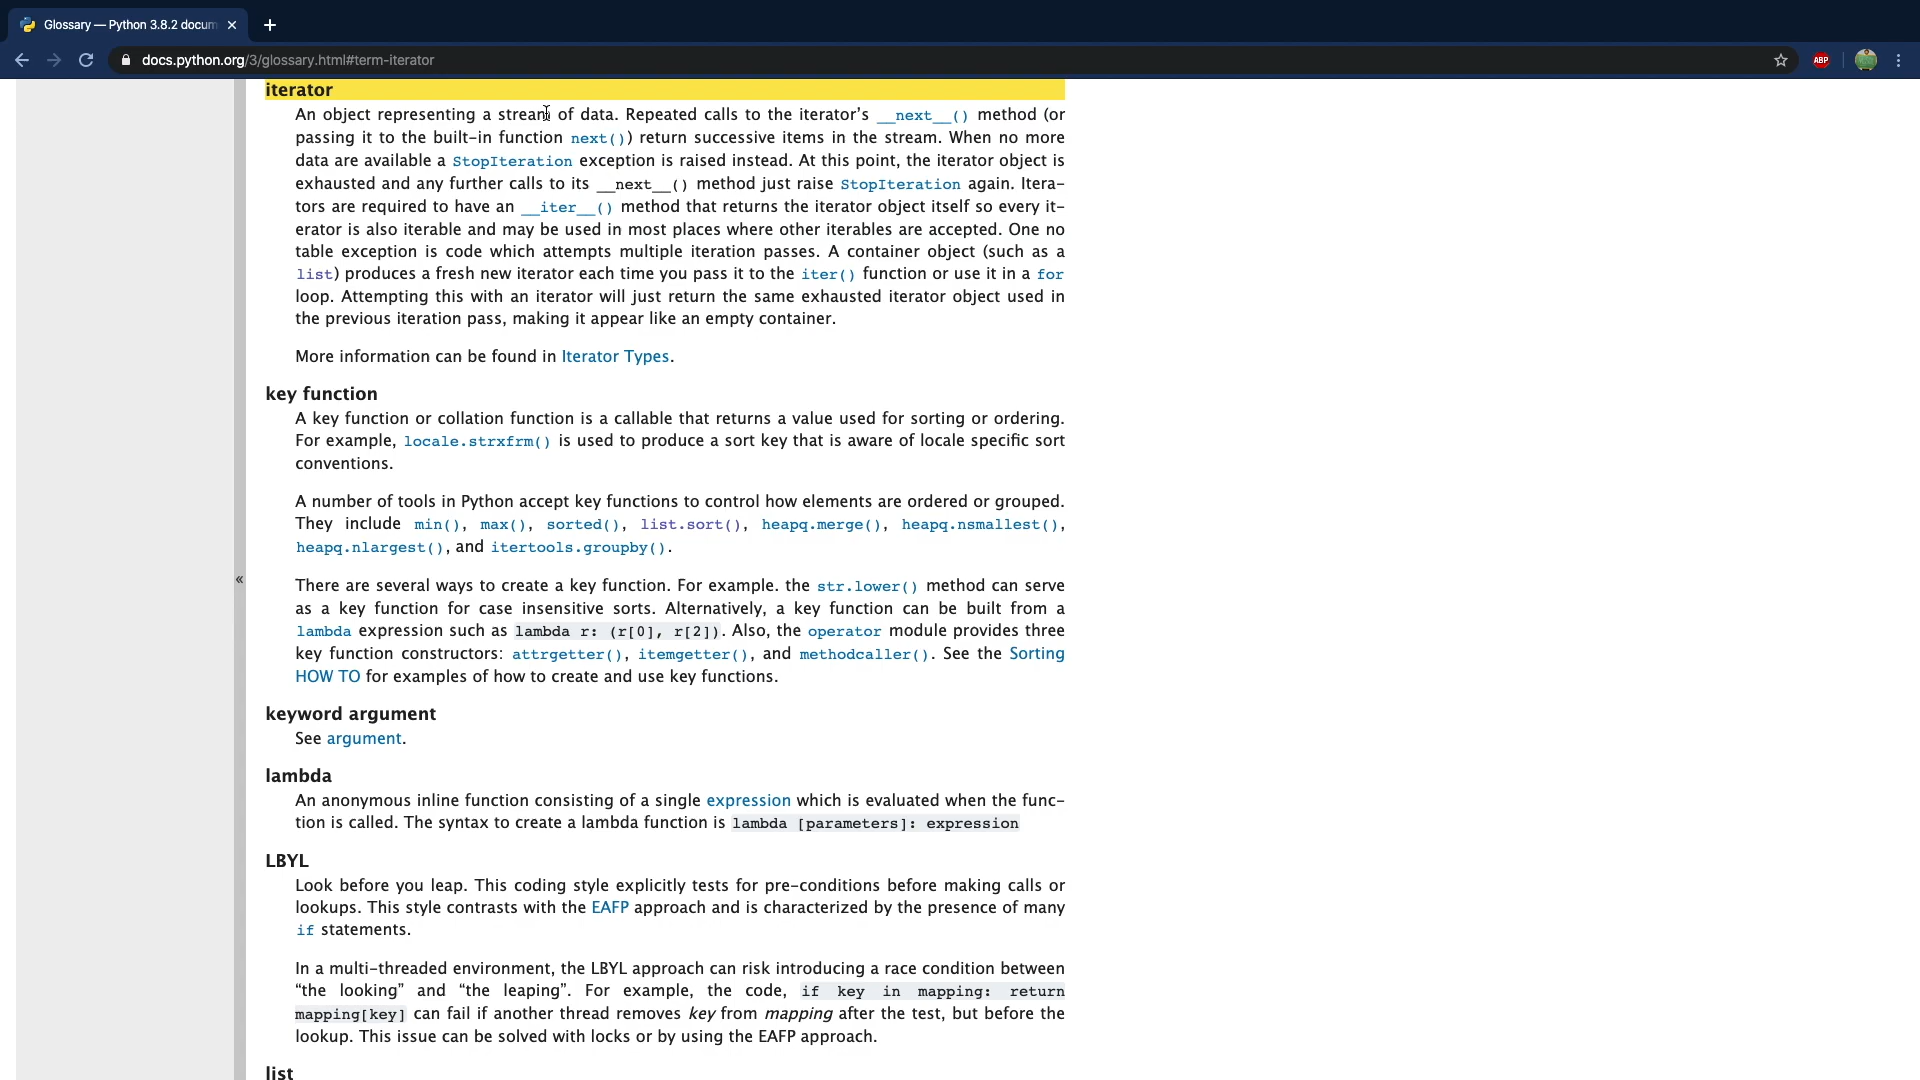 Glossary — Python 3.8.2 docum
docs.python.org/3/glossary.html#term-iterator
ABP
iterator
An object representing a stream of data. Repeated calls to the iterator’s __next__() method (or
passing it to the built-in function next()) return successive items in the stream. When no more
data are available a StopIteration exception is raised instead. At this point, the iterator object is
exhausted and any further calls to its __next__() method just raise StopIteration again. Itera-
tors are required to have an __iter__() method that returns the iterator object itself so every it-
erator is also iterable and may be used in most places where other iterables are accepted. One no
table exception is code which attempts multiple iteration passes. A container object (such as a
list) produces a fresh new iterator each time you pass it to the iter() function or use it in a for
loop. Attempting this with an iterator will just return the same exhausted iterator object used in
the previous iteration pass, making it appear like an empty container.
More information can be found in Iterator Types.
key function
A key function or collation function is a callable that returns a value used for sorting or ordering.
For example, locale.strxfrm() is used to produce a sort key that is aware of locale specific sort
conventions.
A number of tools in Python accept key functions to control how elements are ordered or grouped.
They include min(), max(), sorted(), list.sort(), heapq.merge(), heapq.nsmallest(),
heapq.nlargest(), and itertools.groupby().
There are several ways to create a key function. For example. the str.lower() method can serve
as a key function for case insensitive sorts. Alternatively, a key function can be built from a
lambda expression such as lambda r: (r[0], r[2]). Also, the operator module provides three
key function constructors: attrgetter(), itemgetter(), and methodcaller(). See the Sorting
HOW TO for examples of how to create and use key functions.
«
keyword argument
See argument.
lambda
An anonymous inline function consisting of a single expression which is evaluated when the func-
tion is called. The syntax to create a lambda function is lambda [parameters]: expression
LBYL
Look before you leap. This coding style explicitly tests for pre-conditions before making calls or
lookups. This style contrasts with the EAFP approach and is characterized by the presence of many
if statements.
In a multi-threaded environment, the LBYL approach can risk introducing a race condition between
“the looking” and “the leaping”. For example, the code, if key in mapping: return
mapping[key] can fail if another thread removes key from mapping after the test, but before the
lookup. This issue can be solved with locks or by using the EAFP approach.
list